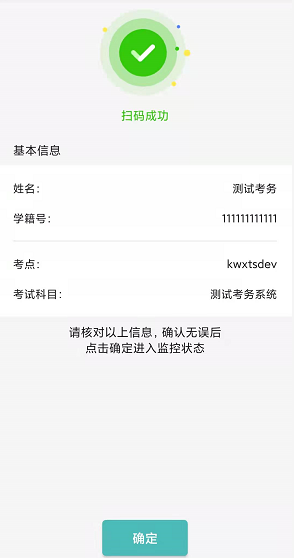 扫码成功
基本信息
姓名： 测试考务
学籍号： 111111111111
考点： kwxtsdev
考试科目： 测试考务系统
请核对以上信息，确认无误后
点击确定进入监控状态
确定